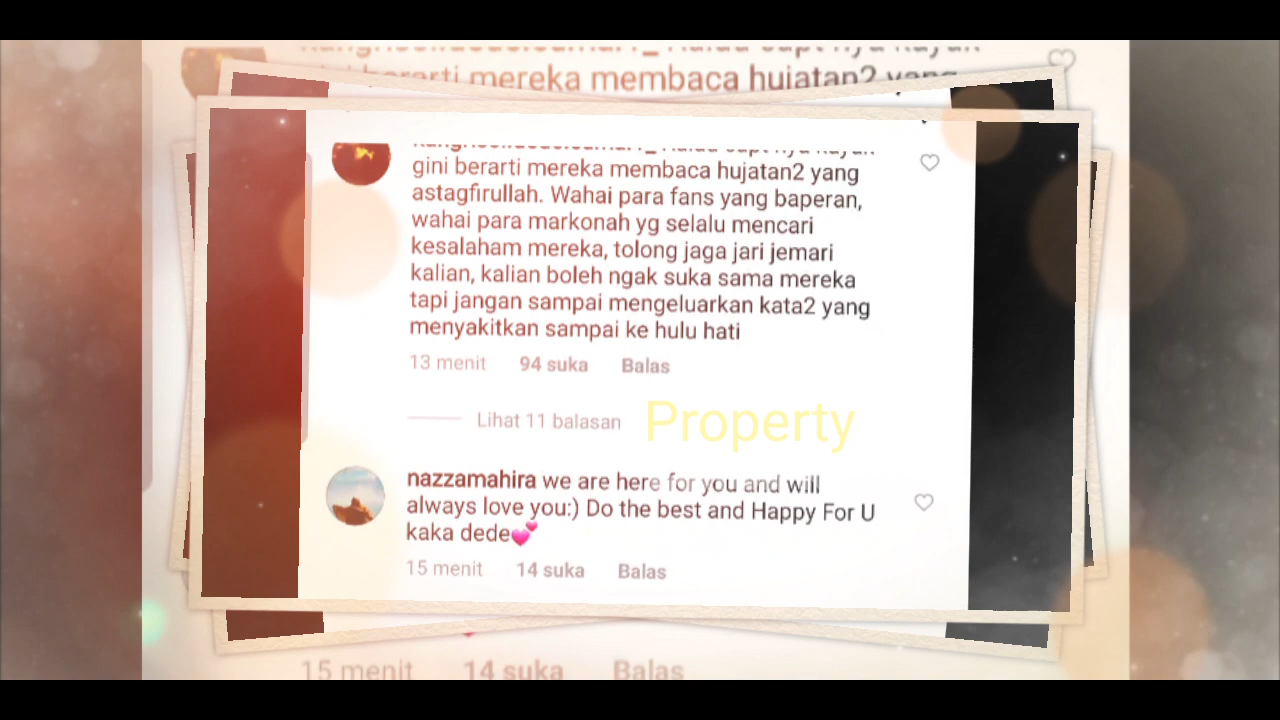 berarti mereka membaca hujatan2 yang
gini berarti mereka membaca hujatan2 yang
astagfirullah. Wahai para fans yang baperan,
wahai para markonah yg selalu mencari
kesalaham mereka, tolong jaga jari jemari
kalian, kalian boleh ngak suka sama mereka
tapi jangan sampai mengeluarkan kata2 yang
menyakitkan sampai ke hulu hati
13 menit 94 suka Balas
Lihat 11 balasan
Property
nazzamahira we are here for you and will
always love you:) Do the best and Happy For U
kaka dede💕
15 menit 14 suka Balas
15 menit 14 suka Balas